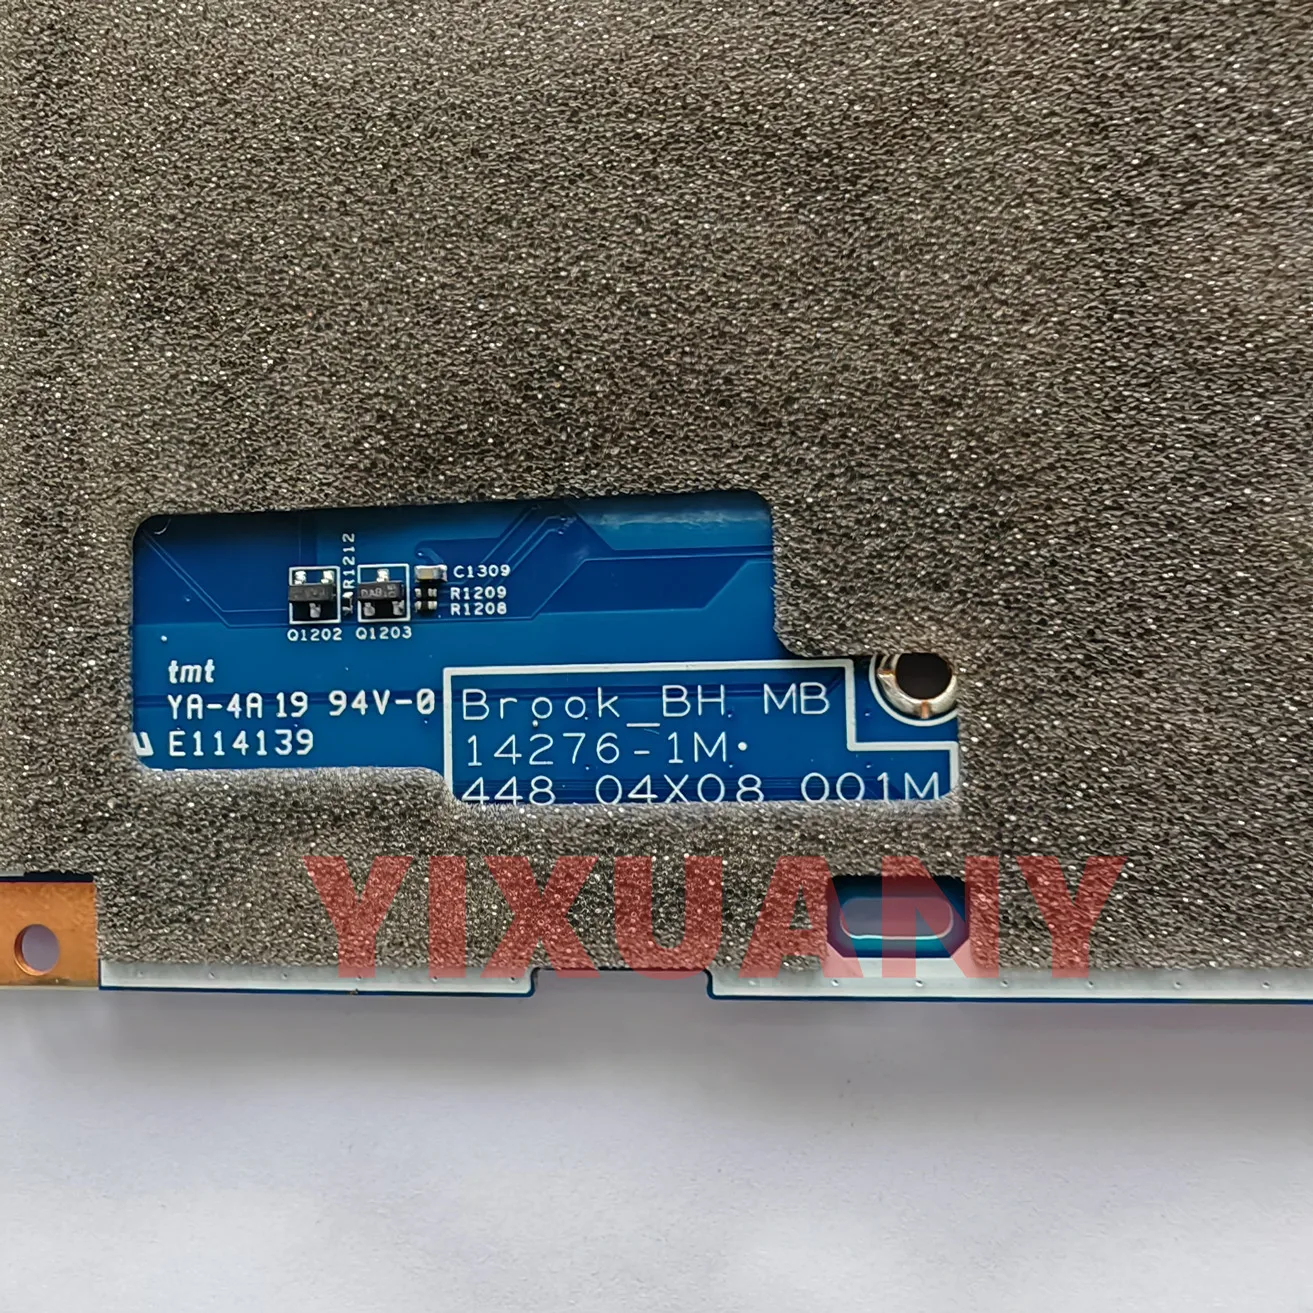 R1212
C1309
R1209
R1208
Q1202 Q1203
tmt
YA-4A 19 94V-0
E114139
Brook_BH MB
14276-1M
448 04X08 001M
YIXUANY